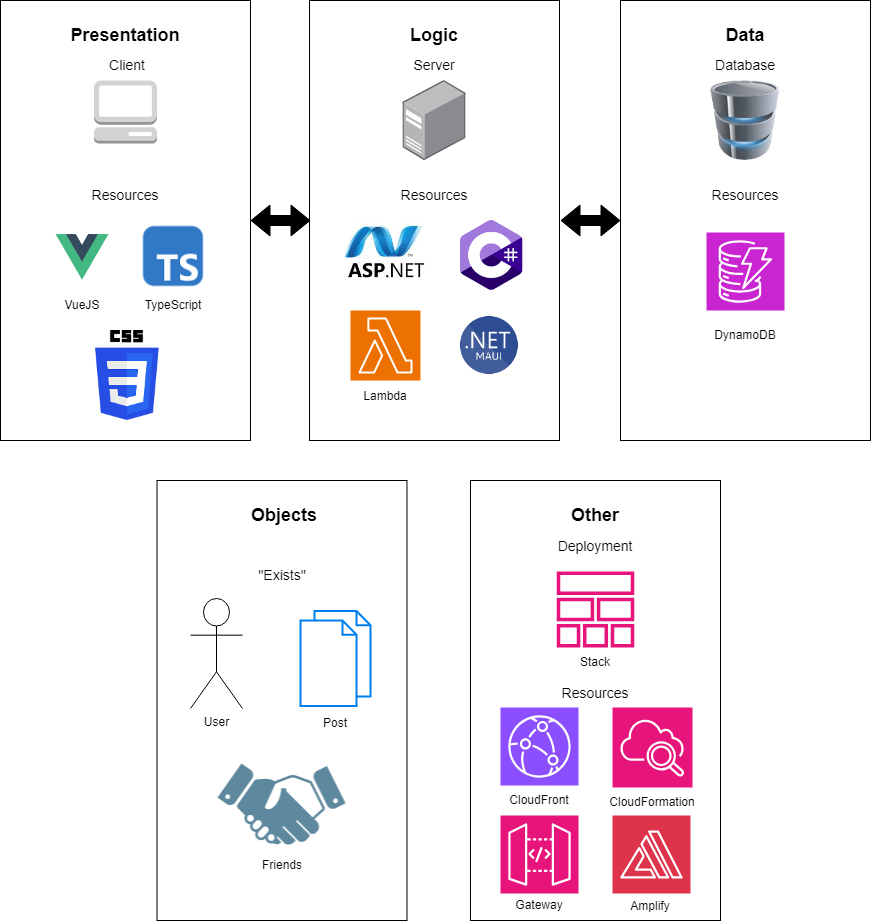 Presentation
Client
Resources
VueJS
TS
TypeScript
CSS
Logic
Server
Resources
ASP.NET
™
C#
Lambda
.NET
MAUI
Data
Database
Resources
DynamoDB
Objects
"Exists"
User
Post
Friends
Other
Deployment
Stack
Resources
CloudFront
CloudFormation
</>
Gateway
Amplify